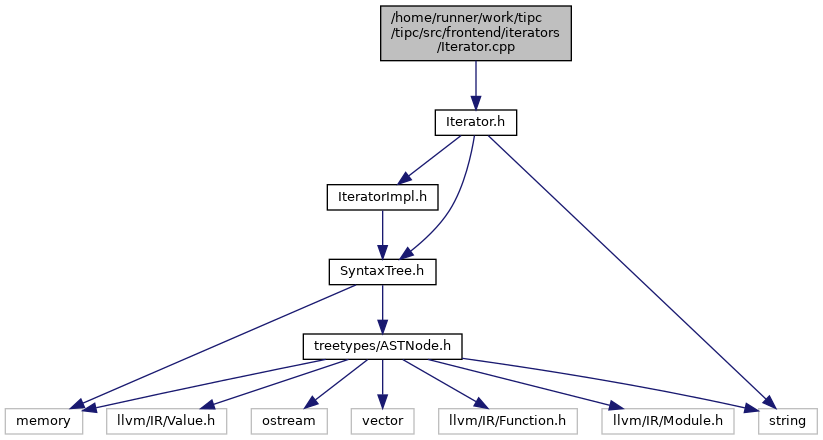 /home/runner/work/tipc
/tipc/src/frontend/iterators
/Iterator.cpp
Iterator.h
IteratorImpl.h
SyntaxTree.h
treetypes/ASTNode.h
memory
llvm/IR/Value.h
ostream
vector
llvm/IR/Function.h
llvm/IR/Module.h
string